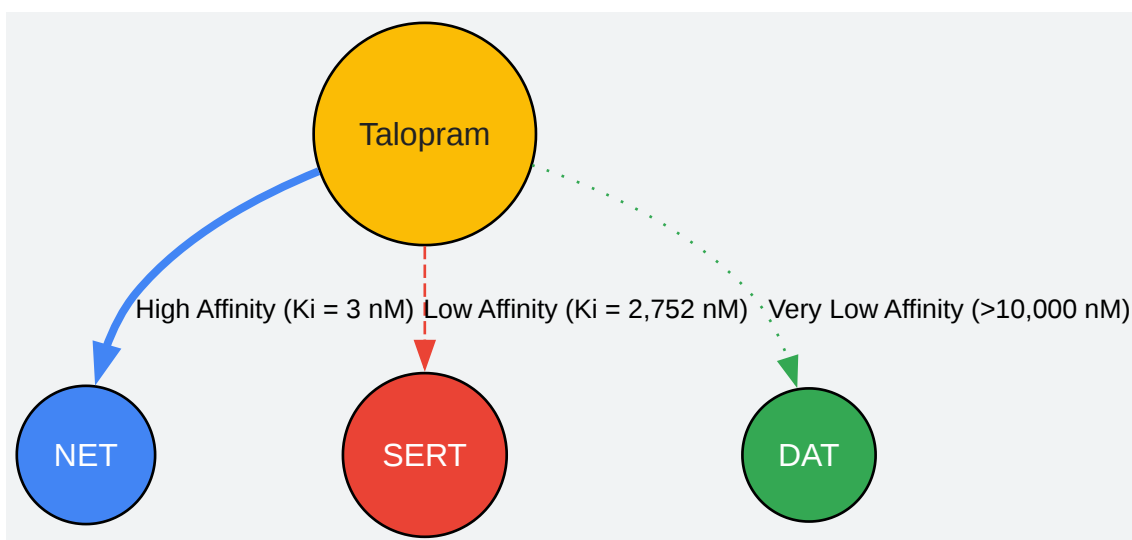 Talopram
High Affinity (Ki = 3 nM)
Low Affinity (Ki = 2,752 nM)
Very Low Affinity (>10,000 nM)
NET
SERT
DAT